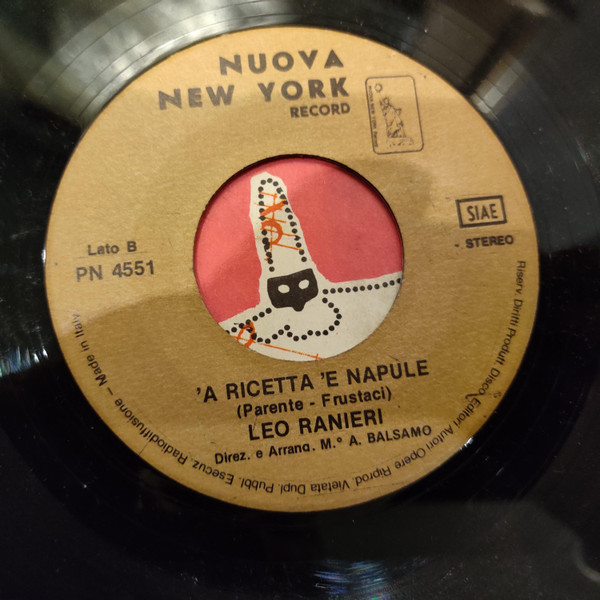 NUOVA
NEW YORK
RECORD
SIAE
STEREO
Lato B
PN 4551
'A RICETTA 'E NAPULE
(Parente - Frustaci)
LEO RANIERI
Direz. e Arrang. M.º A. BALSAMO
Riserv. Diritti Produtt. Disco, Editori Autori Opere Riprod. Vietata Dupl. Pubbl. Esecuz. Radiodiffusione – Made in Italy